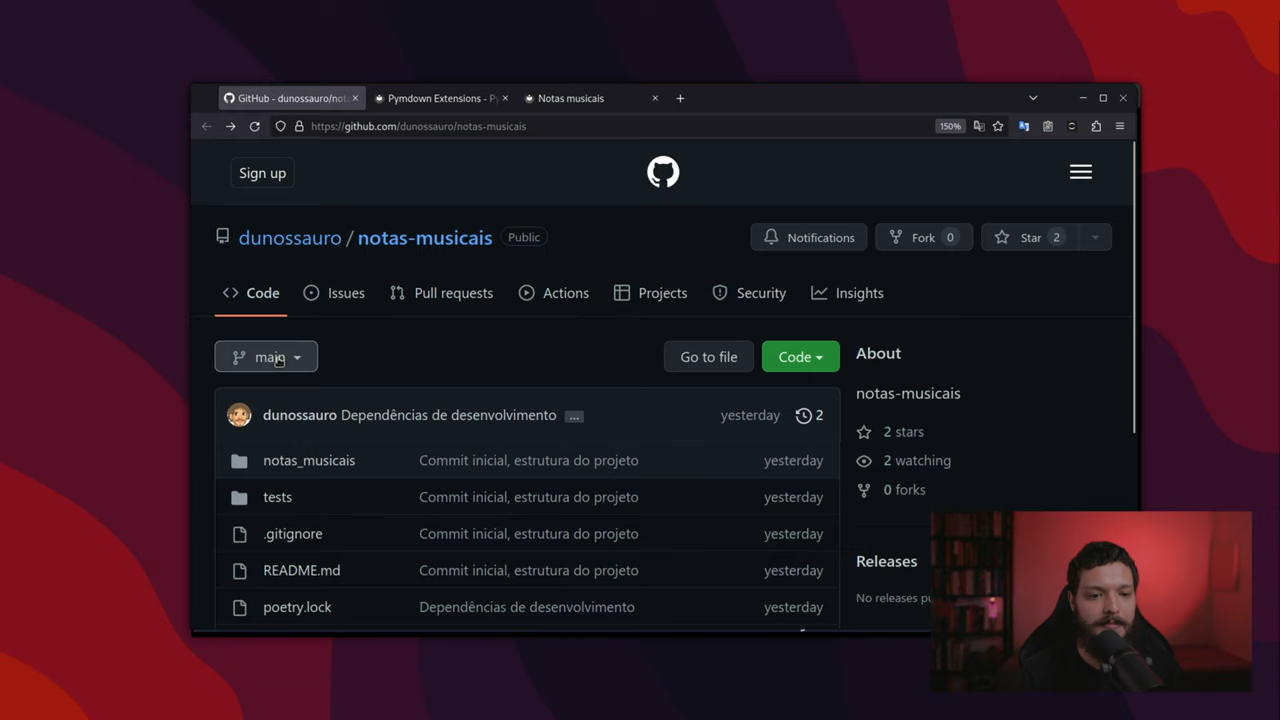 GitHub - dunossauro/not
Pymdown Extensions - Py
Notas musicais
https://github.com/dunossauro/notas-musicais
150%
Sign up
dunossauro / notas-musicais
Public
Notifications
Fork 0
Star 2
Code
Issues
Pull requests
Actions
Projects
Security
Insights
main
Go to file
Code
About
dunossauro Dependências de desenvolvimento ...
yesterday
2
notas-musicais
2 stars
2 watching
0 forks
notas_musicais Commit inicial, estrutura do projeto yesterday
tests Commit inicial, estrutura do projeto yesterday
.gitignore Commit inicial, estrutura do projeto yesterday
README.md Commit inicial, estrutura do projeto yesterday
poetry.lock Dependências de desenvolvimento yesterday
Releases
No releases pu